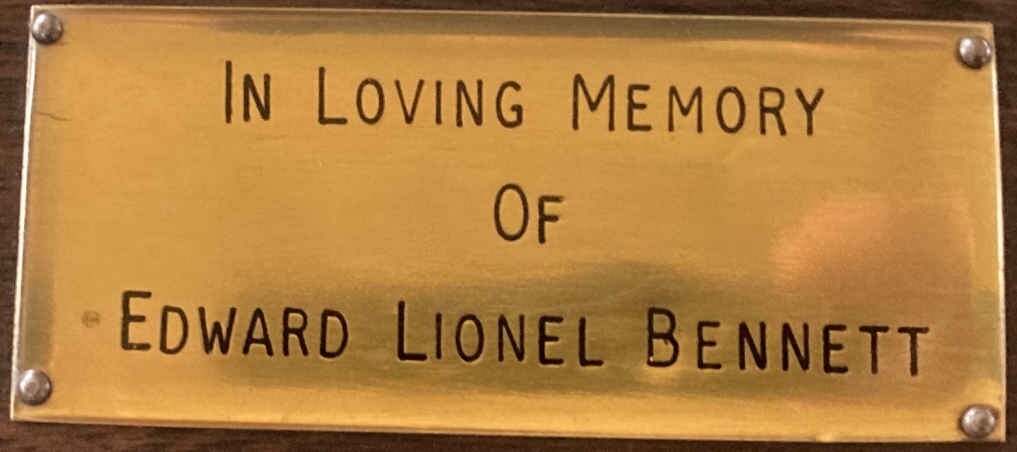 In Loving Memory
Of
Edward Lionel Bennett